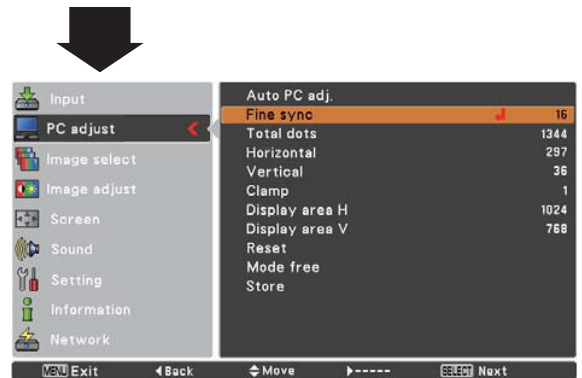 Input
PC adjust
Image select
Image adjust
Screen
Sound
Setting
Information
Network
Auto PC adj.
Fine sync 16
Total dots 1344
Horizontal 297
Vertical 36
Clamp 1
Display area H 1024
Display area V 768
Reset
Mode free
Store
MENU Exit Back Move ----- SELECT Next